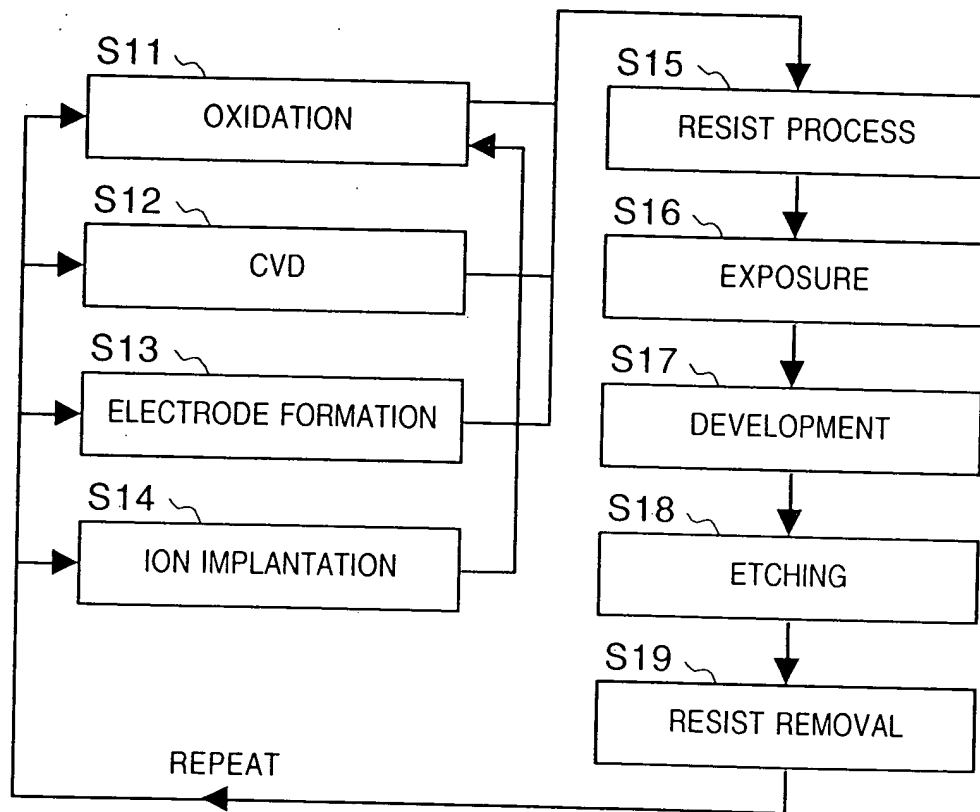 S11
OXIDATION
S12
CVD
S13
ELECTRODE FORMATION
S14
ION IMPLANTATION
S15
RESIST PROCESS
S16
EXPOSURE
S17
DEVELOPMENT
S18
ETCHING
S19
RESIST REMOVAL
REPEAT